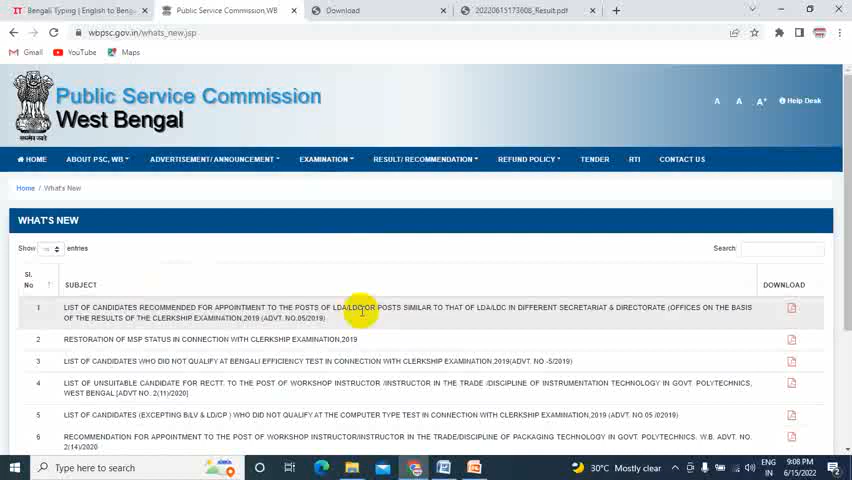 Bengali Typing | English to Beng
Public Service Commission,WB
Download
20220615173608_Result.pdf
wbpsc.gov.in/whats_new.jsp
Gmail
YouTube
Maps
Public Service Commission
West Bengal
A A A+ Help Desk
HOME ABOUT PSC, WB ADVERTISEMENT/ ANNOUNCEMENT EXAMINATION RESULT/ RECOMMENDATION REFUND POLICY TENDER RTI CONTACT US
Home / What's New
WHAT'S NEW
Show entries Search:
Sl.
No SUBJECT DOWNLOAD
1 LIST OF CANDIDATES RECOMMENDED FOR APPOINTMENT TO THE POSTS OF LDA/LDC OR POSTS SIMILAR TO THAT OF LDA/LDC IN DIFFERENT SECRETARIAT & DIRECTORATE (OFFICES ON THE BASIS
OF THE RESULTS OF THE CLERKSHIP EXAMINATION,2019 (ADVT. NO.05/2019)
2 RESTORATION OF MSP STATUS IN CONNECTION WITH CLERKSHIP EXAMINATION,2019
3 LIST OF CANDIDATES WHO DID NOT QUALIFY AT BENGALI EFFICIENCY TEST IN CONNECTION WITH CLERKSHIP EXAMINATION,2019(ADVT. NO -5/2019)
4 LIST OF UNSUITABLE CANDIDATE FOR RECTT. TO THE POST OF WORKSHOP INSTRUCTOR /INSTRUCTOR IN THE TRADE /DISCIPLINE OF INSTRUMENTATION TECHNOLOGY IN GOVT. POLYTECHNICS,
WEST BENGAL [ADVT NO. 2(11)/2020]
5 LIST OF CANDIDATES (EXCEPTING B/LV & LD/CP ) WHO DID NOT QUALIFY AT THE COMPUTER TYPE TEST IN CONNECTION WITH CLERKSHIP EXAMINATION,2019 (ADVT. NO 05 /02019)
6 RECOMMENDATION FOR APPOINTMENT TO THE POST OF WORKSHOP INSTRUCTOR/INSTRUCTOR IN THE TRADE/DISCIPLINE OF PACKAGING TECHNOLOGY IN GOVT. POLYTECHNICS. W.B. ADVT. NO.
2(14)/2020
Type here to search
30°C Mostly clear
ENG
IN
9:08 PM
6/15/2022
2